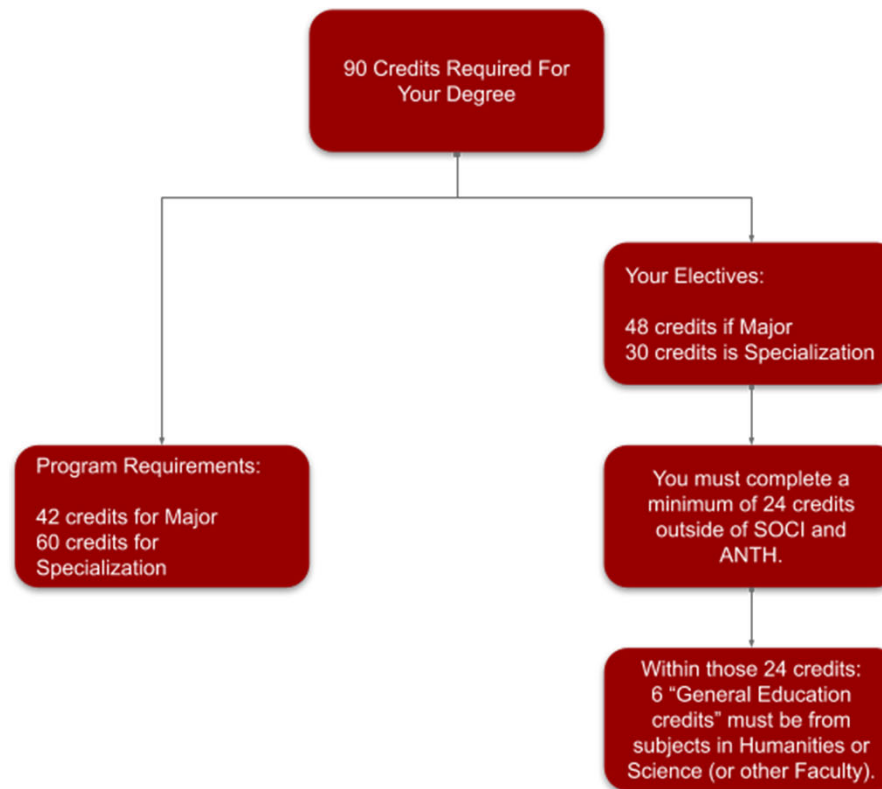 90 Credits Required For
Your Degree
Your Electives:
48 credits if Major
30 credits is Specialization
Program Requirements:
42 credits for Major
60 credits for
Specialization
You must complete a
minimum of 24 credits
outside of SOCI and
ANTH.
Within those 24 credits:
6 “General Education
credits” must be from
subjects in Humanities or
Science (or other Faculty).